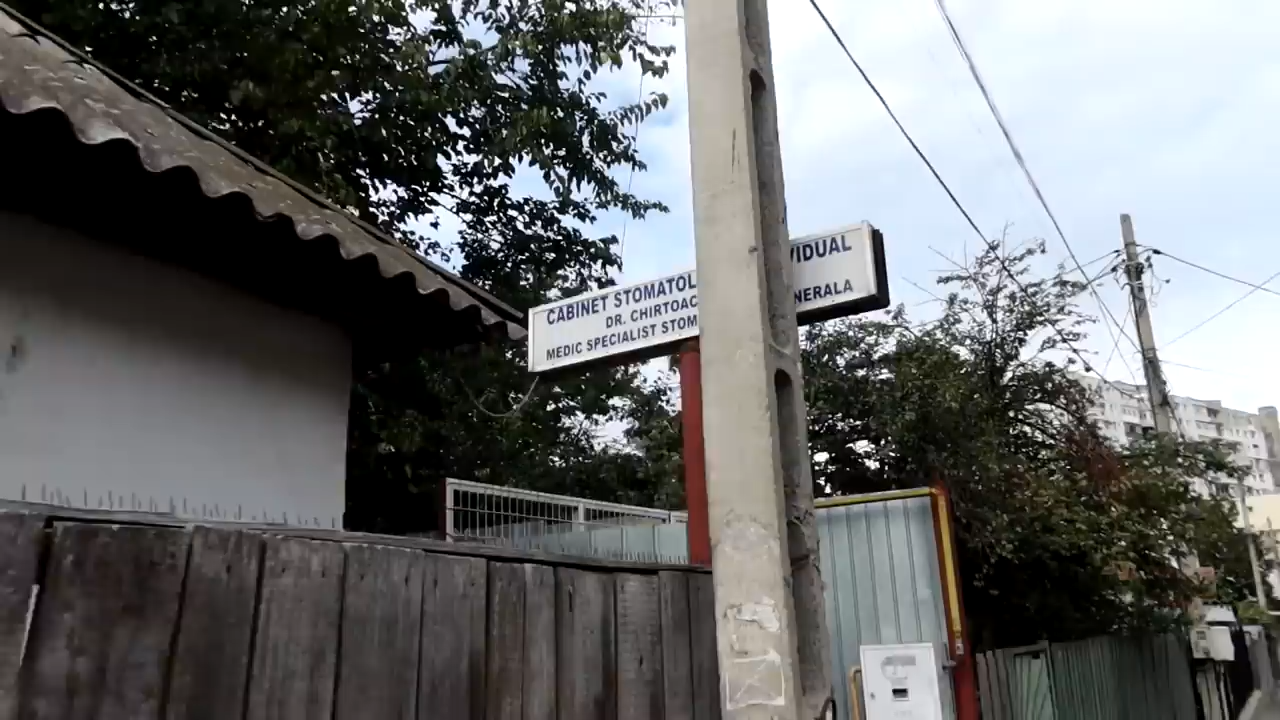 CABINET STOMATOL VIDUAL
DR. CHIRTOAC
MEDIC SPECIALIST STOM NERALA